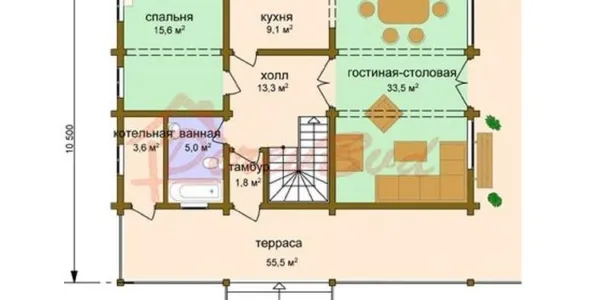 спальня
15,6 м²
кухня
9,1 м²
холл
13,3 м²
гостиная-столовая
33,5 м²
котельная
3,6 м²
ванная
5,0 м²
тамбур
1,8 м²
10 500
терраса
55,5 м²